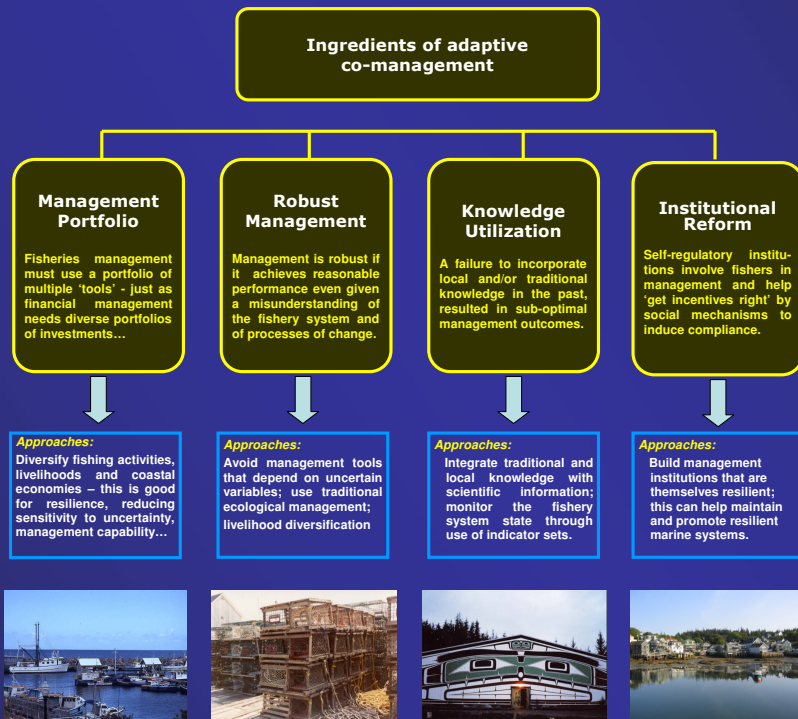 Ingredients of adaptive
co-management
Management
Portfolio
Fisheries management
must use a portfolio of
multiple ‘tools’ - just as
financial management
needs diverse portfolios
of investments…
Robust
Management
Management is robust if
it achieves reasonable
performance even given
a misunderstanding of
the fishery system and
of processes of change.
Knowledge
Utilization
A failure to incorporate
local and/or traditional
knowledge in the past,
resulted in sub-optimal
management outcomes.
Institutional
Reform
Self-regulatory institu-
tions involve fishers in
management and help
‘get incentives right’ by
social mechanisms to
induce compliance.
Approaches:
Diversify fishing activities,
livelihoods and coastal
economies – this is good
for resilience, reducing
sensitivity to uncertainty,
management capability…
Approaches:
Avoid management tools
that depend on uncertain
variables; use traditional
ecological management;
livelihood diversification
Approaches:
Integrate traditional and
local knowledge with
scientific information;
monitor the fishery
system state through
use of indicator sets.
Approaches:
Build management
institutions that are
themselves resilient;
this can help maintain
and promote resilient
marine systems.